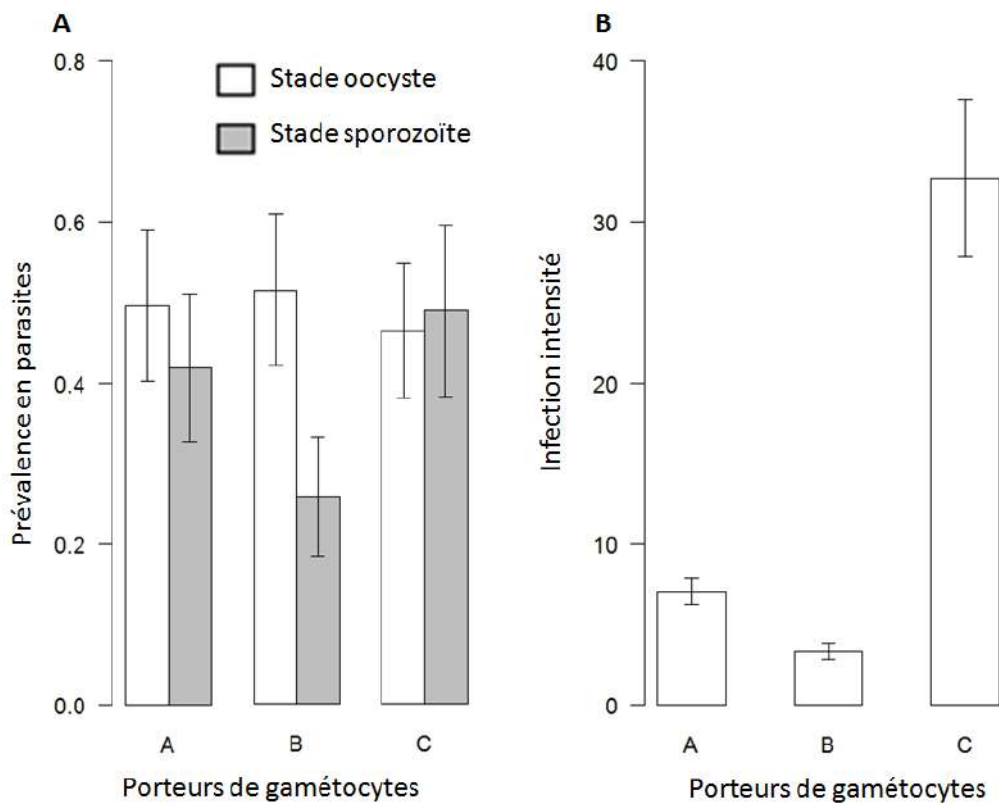 A
0.8
0.6
0.4
0.2
0.0
Prévalence en parasites
Stade oocyste
Stade sporozoïte
A B C
Porteurs de gamétocytes
B
40
30
20
10
0
Infection intensité
A B C
Porteurs de gamétocytes